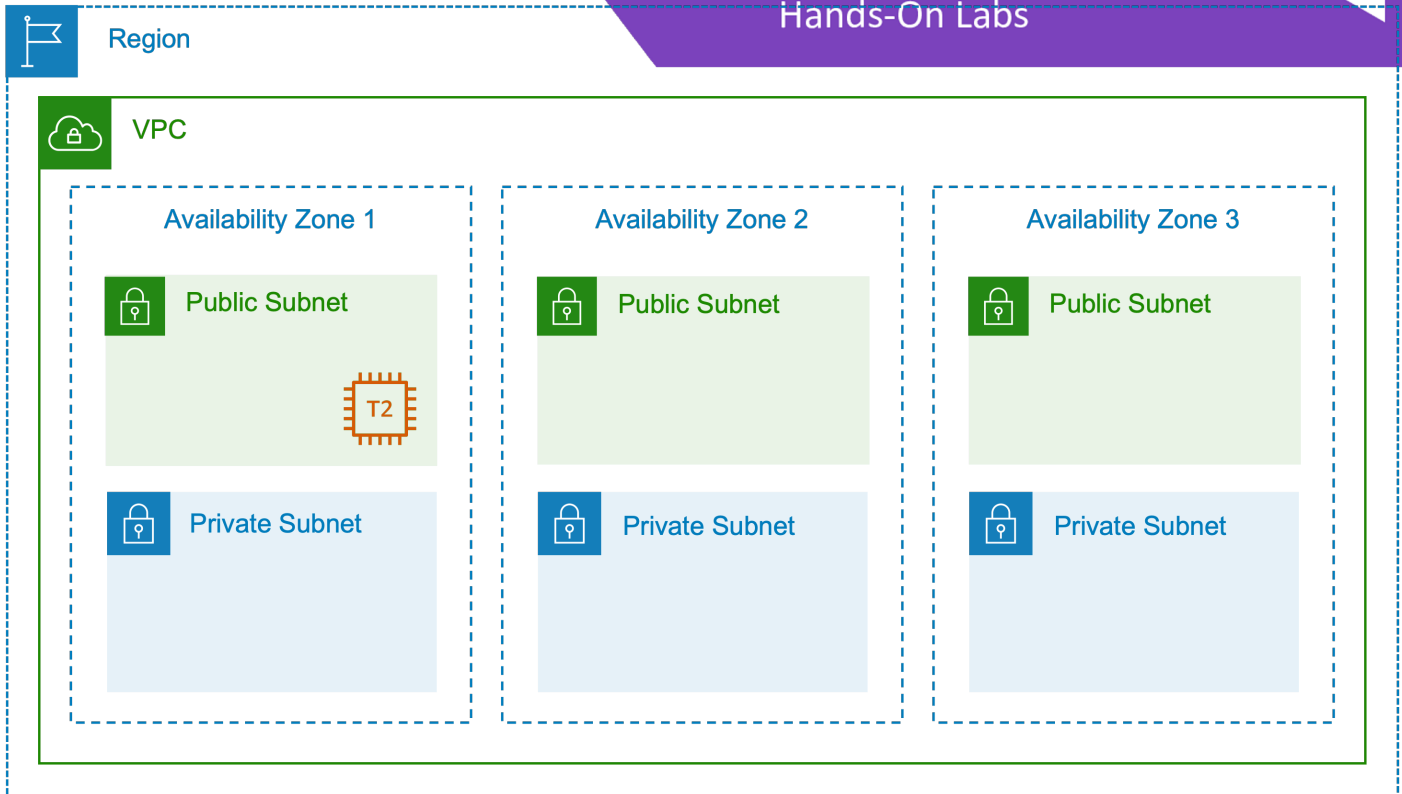 Hands-On Labs
Region
VPC
Availability Zone 1
Availability Zone 2
Availability Zone 3
Public Subnet
Public Subnet
Public Subnet
T2
Private Subnet
Private Subnet
Private Subnet